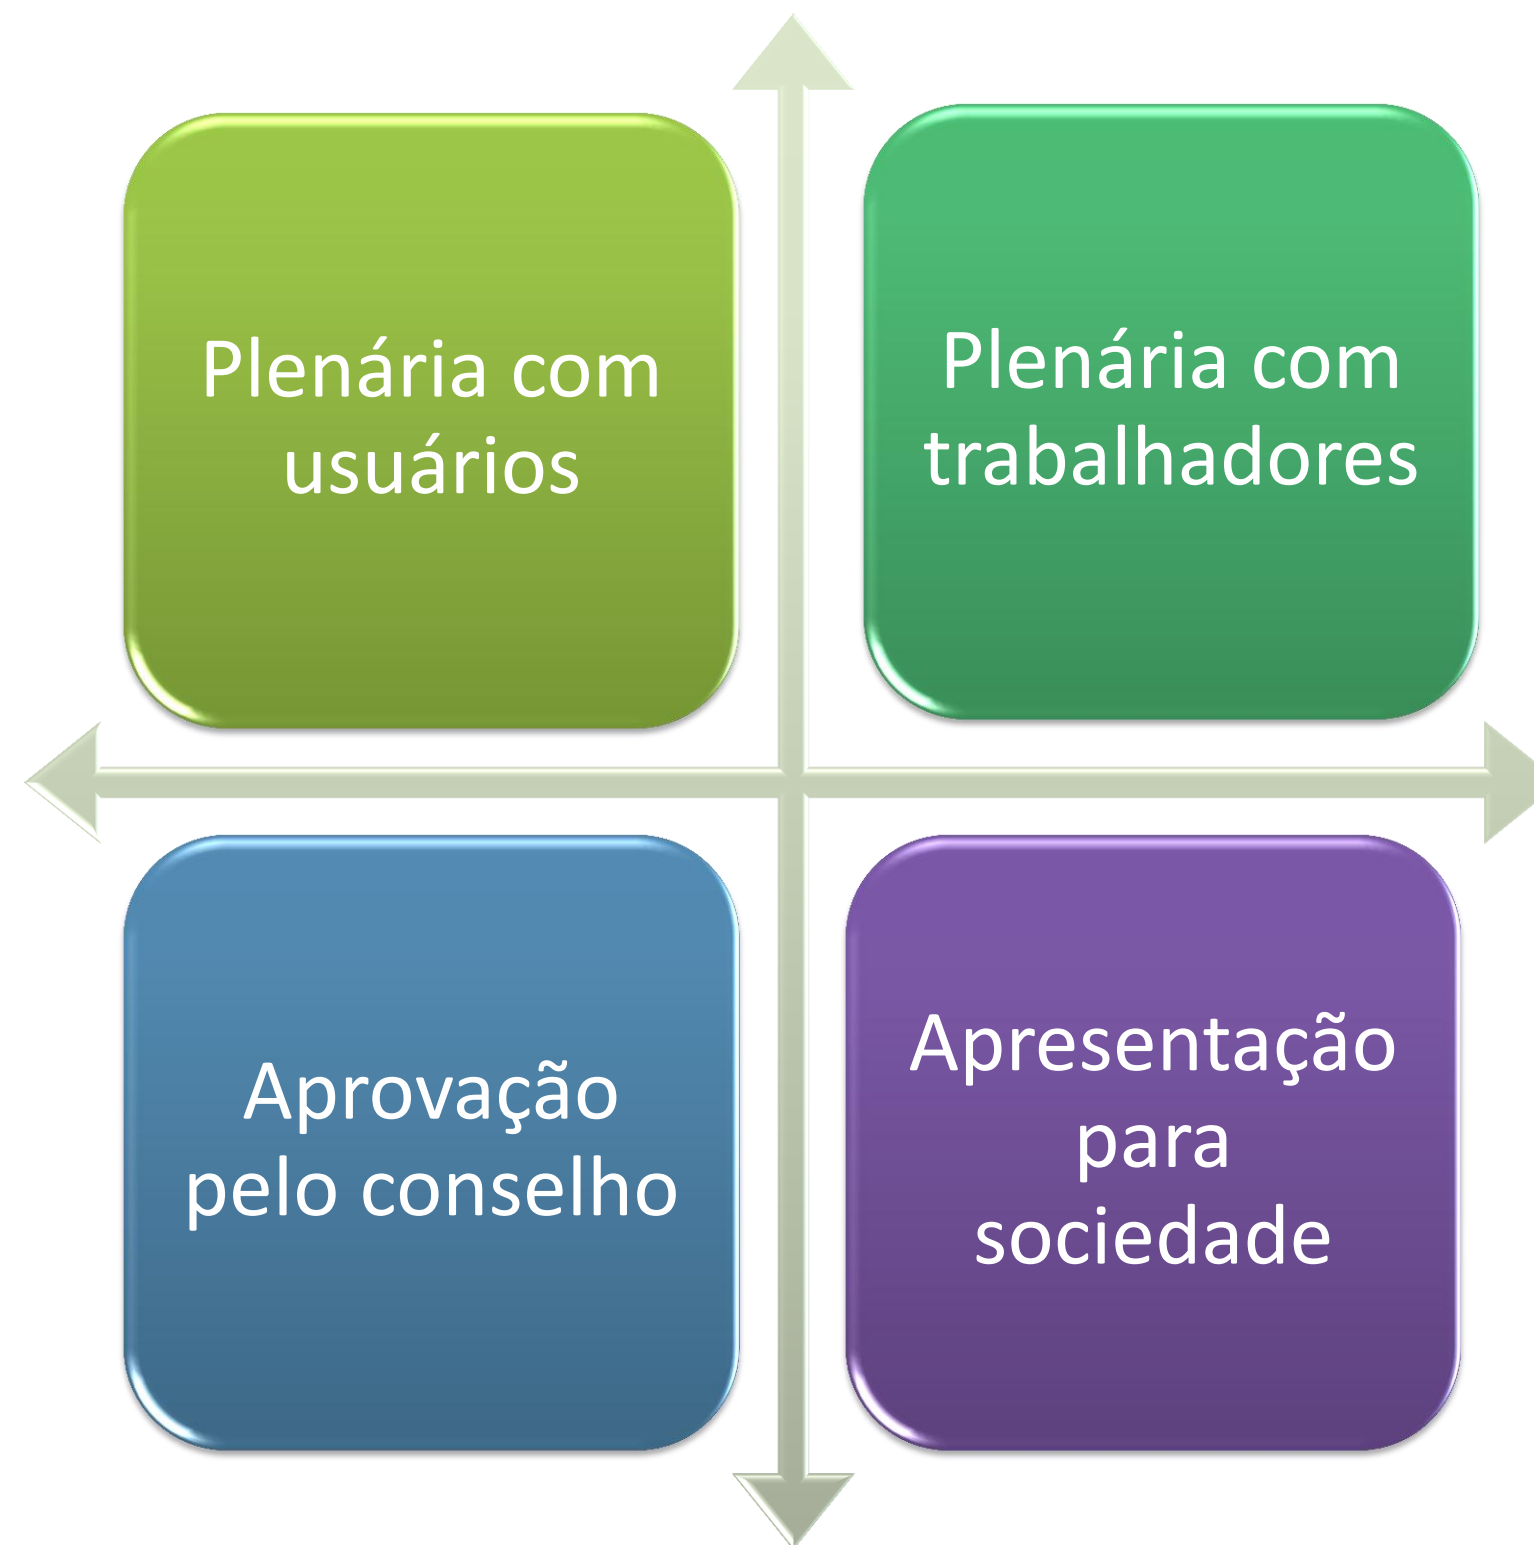 Plenária com
usuários
Plenária com
trabalhadores
Aprovação
pelo conselho
Apresentação
para
sociedade